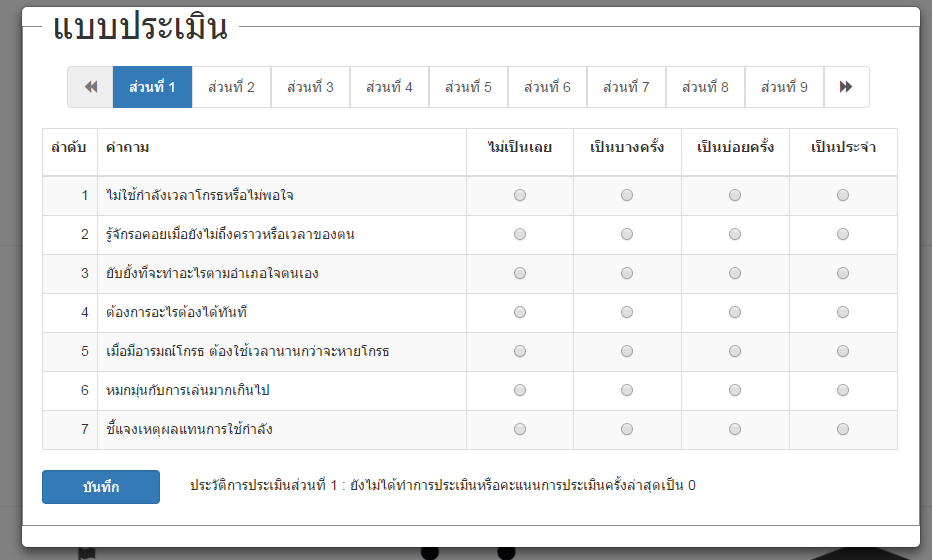 แบบประเมิน
ส่วนที่ 1 ส่วนที่ 2 ส่วนที่ 3 ส่วนที่ 4 ส่วนที่ 5 ส่วนที่ 6 ส่วนที่ 7 ส่วนที่ 8 ส่วนที่ 9
ลำดับ คำถาม ไม่เป็นเลย เป็นบางครั้ง เป็นบ่อยครั้ง เป็นประจำ
1 ไม่ใช้กำลังเวลาโกรธหรือไม่พอใจ
2 รู้จักรอคอยเมื่อยังไม่ถึงคราวหรือเวลาของตน
3 ยับยั้งที่จะทำอะไรตามอำเภอใจตนเอง
4 ต้องการอะไรต้องได้ทันที
5 เมื่อมีอารมณ์โกรธ ต้องใช้เวลานานกว่าจะหายโกรธ
6 หมกมุ่นกับการเล่นมากเกินไป
7 ชี้แจงเหตุผลแทนการใช้กำลัง
บันทึก ประวัติการประเมินส่วนที่ 1 : ยังไม่ได้ทำการประเมินหรือคะแนนการประเมินครั้งล่าสุดเป็น 0